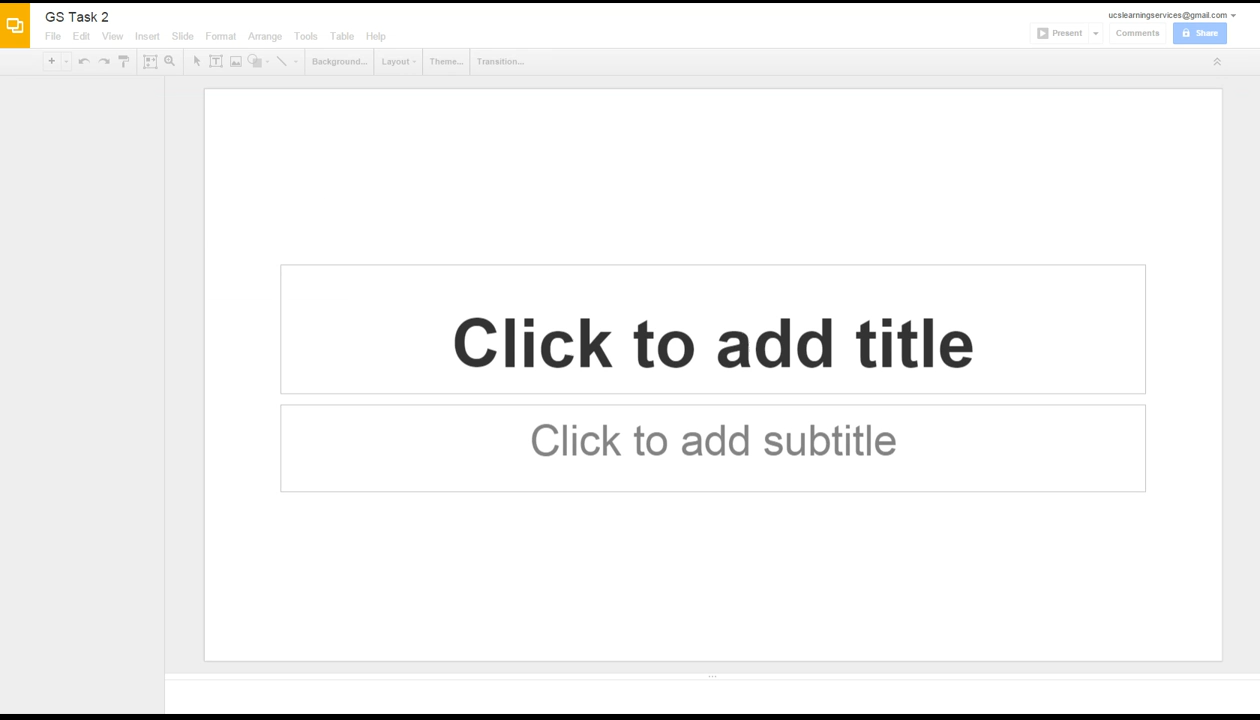 GS Task 2
ucslearningservices@gmail.com
File Edit View Insert Slide Format Arrange Tools Table Help
Present Comments Share
Background... Layout Theme... Transition...
Click to add title
Click to add subtitle